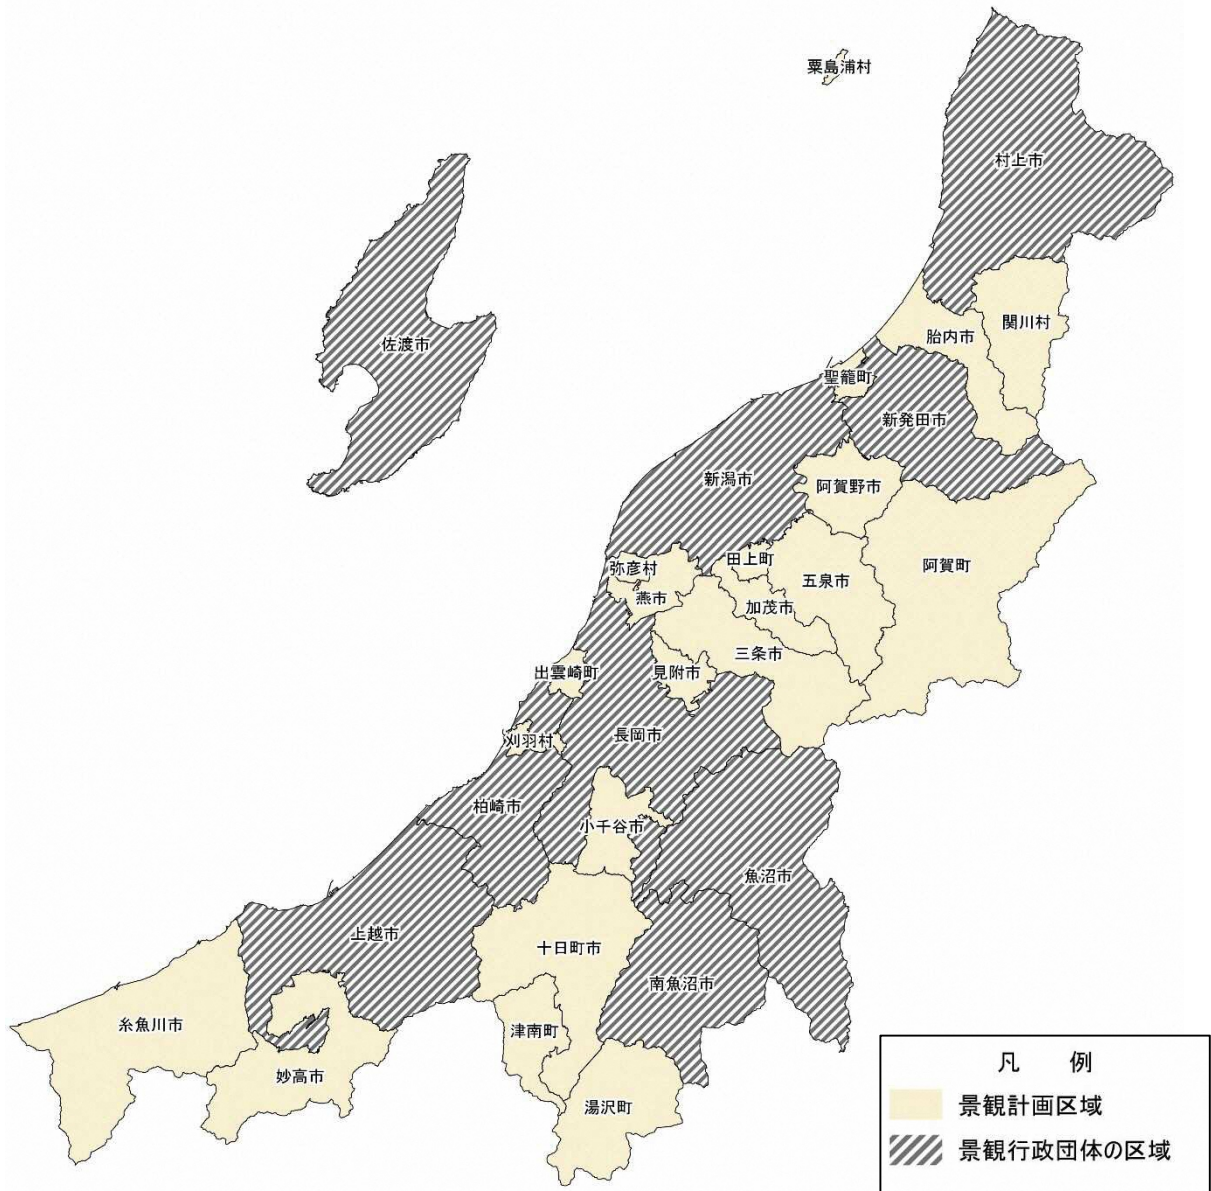 粟島浦村
村上市
佐渡市
関川村
胎内市
聖籠町
新発田市
新潟市
阿賀野市
田上町
阿賀町
弥彦村
五泉市
燕市
加茂市
三条市
出雲崎町
見附市
長岡市
刈羽村
柏崎市
小千谷市
魚沼市
上越市
十日町市
南魚沼市
糸魚川市
津南町
妙高市
湯沢町
凡 例
景観計画区域
景観行政団体の区域